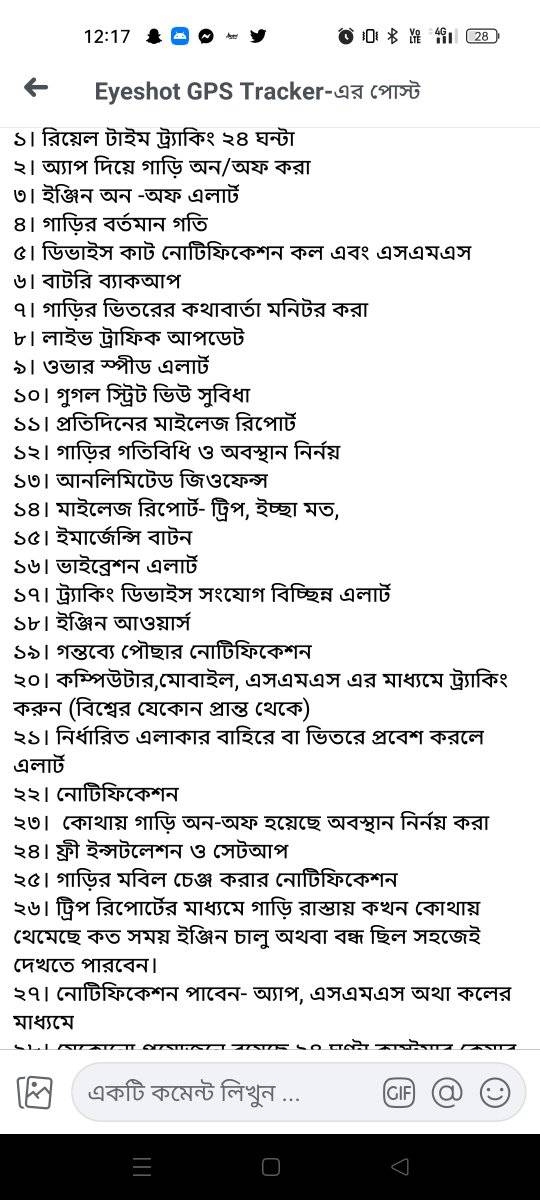 12:17
Vo LTE 4G 28
Eyeshot GPS Tracker-এর পোস্ট
১। রিয়েল টাইম ট্র্যাকিং ২৪ ঘন্টা
২। অ্যাপ দিয়ে গাড়ি অন/অফ করা
৩। ইঞ্জিন অন -অফ এলার্ট
৪। গাড়ির বর্তমান গতি
৫। ডিভাইস কাট নোটিফিকেশন কল এবং এসএমএস
৬। বাটরি ব্যাকআপ
৭। গাড়ির ভিতরের কথাবার্তা মনিটর করা
৮। লাইভ ট্রাফিক আপডেট
৯। ওভার স্পীড এলার্ট
১০। গুগল স্ট্রিট ভিউ সুবিধা
১১। প্রতিদিনের মাইলেজ রিপোর্ট
১২। গাড়ির গতিবিধি ও অবস্থান নির্নয়
১৩। আনলিমিটেড জিওফেন্স
১৪। মাইলেজ রিপোর্ট- ট্রিপ, ইচ্ছা মত,
১৫। ইমার্জেন্সি বাটন
১৬। ভাইব্রেশন এলার্ট
১৭। ট্র্যাকিং ডিভাইস সংযোগ বিচ্ছিন্ন এলার্ট
১৮। ইঞ্জিন আওয়ার্স
১৯। গন্তব্যে পৌছার নোটিফিকেশন
২০। কম্পিউটার,মোবাইল, এসএমএস এর মাধ্যমে ট্র্যাকিং
করুন (বিশ্বের যেকোন প্রান্ত থেকে)
২১। নির্ধারিত এলাকার বাহিরে বা ভিতরে প্রবেশ করলে
এলার্ট
২২। নোটিফিকেশন
২৩।  কোথায় গাড়ি অন-অফ হয়েছে অবস্থান নির্নয় করা
২৪। ফ্রী ইন্সটলেশন ও সেটআপ
২৫। গাড়ির মবিল চেঞ্জ করার নোটিফিকেশন
২৬। ট্রিপ রিপোর্টের মাধ্যমে গাড়ি রাস্তায় কখন কোথায়
থেমেছে কত সময় ইঞ্জিন চালু অথবা বন্ধ ছিল সহজেই
দেখতে পারবেন।
২৭। নোটিফিকেশন পাবেন- অ্যাপ, এসএমএস অথা কলের
মাধ্যমে
একটি কমেন্ট লিখুন ...
GIF @